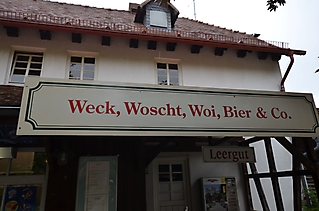 Weck, Woscht, Woi, Bier & Co.
Leergut